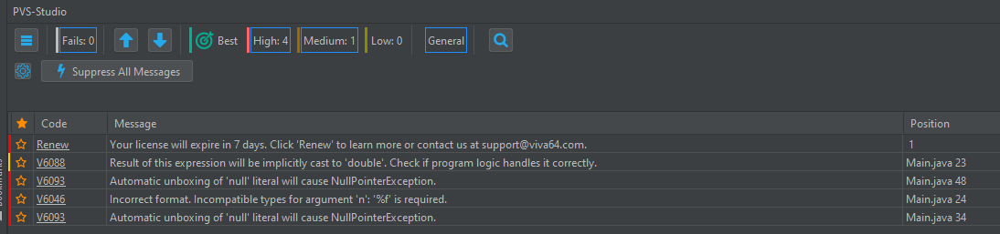 PVS-Studio
Fails: 0 Best High: 4 Medium: 1 Low: 0 General
Suppress All Messages
Code Message Position
Renew Your license will expire in 7 days. Click 'Renew' to learn more or contact us at support@viva64.com. 1
V6088 Result of this expression will be implicitly cast to 'double'. Check if program logic handles it correctly. Main.java 23
V6093 Automatic unboxing of 'null' literal will cause NullPointerException. Main.java 48
V6046 Incorrect format. Incompatible types for argument 'n': '%f' is required. Main.java 24
V6093 Automatic unboxing of 'null' literal will cause NullPointerException. Main.java 34